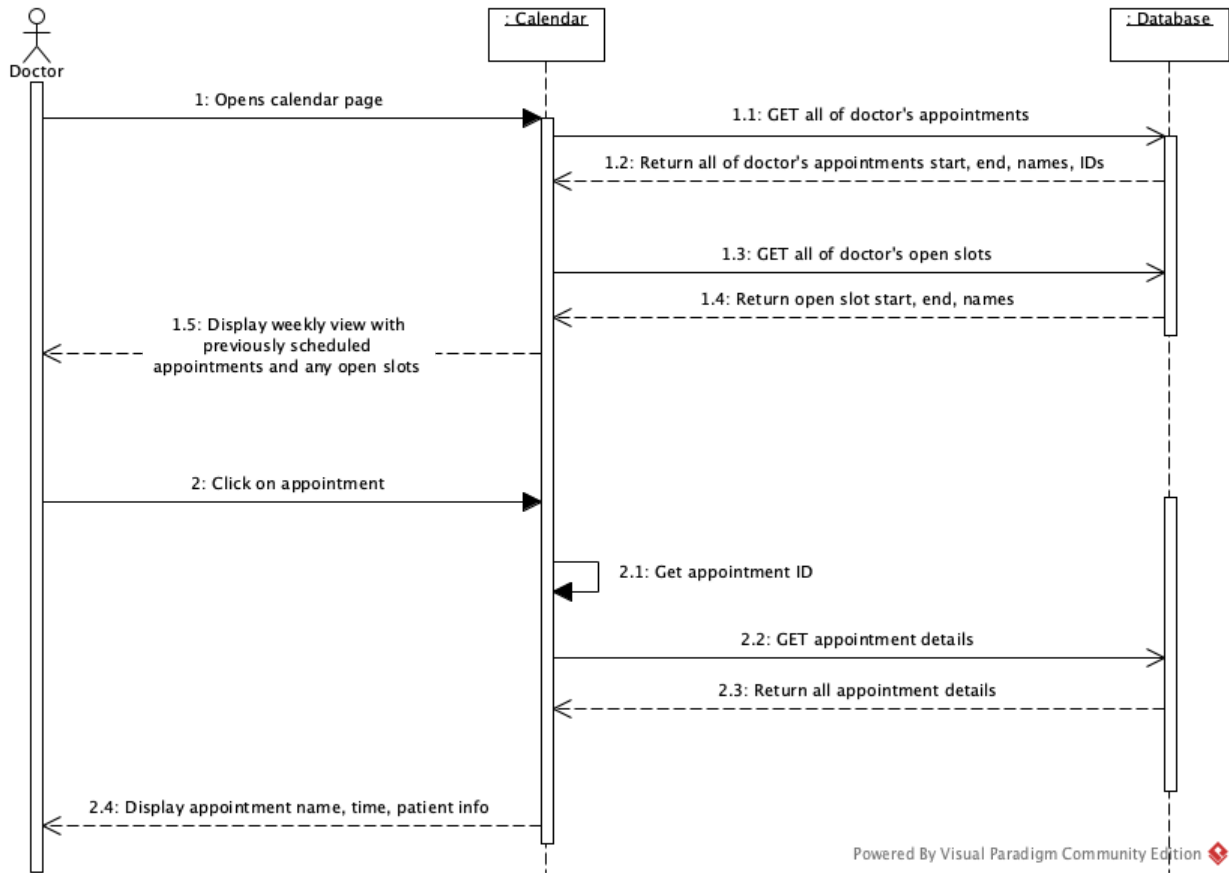 : Calendar
: Database
Doctor
1: Opens calendar page
1.1: GET all of doctor's appointments
1.2: Return all of doctor's appointments start, end, names, IDs
1.3: GET all of doctor's open slots
1.4: Return open slot start, end, names
1.5: Display weekly view with
previously scheduled
appointments and any open slots
2: Click on appointment
2.1: Get appointment ID
2.2: GET appointment details
2.3: Return all appointment details
2.4: Display appointment name, time, patient info
Powered By Visual Paradigm Community Edition